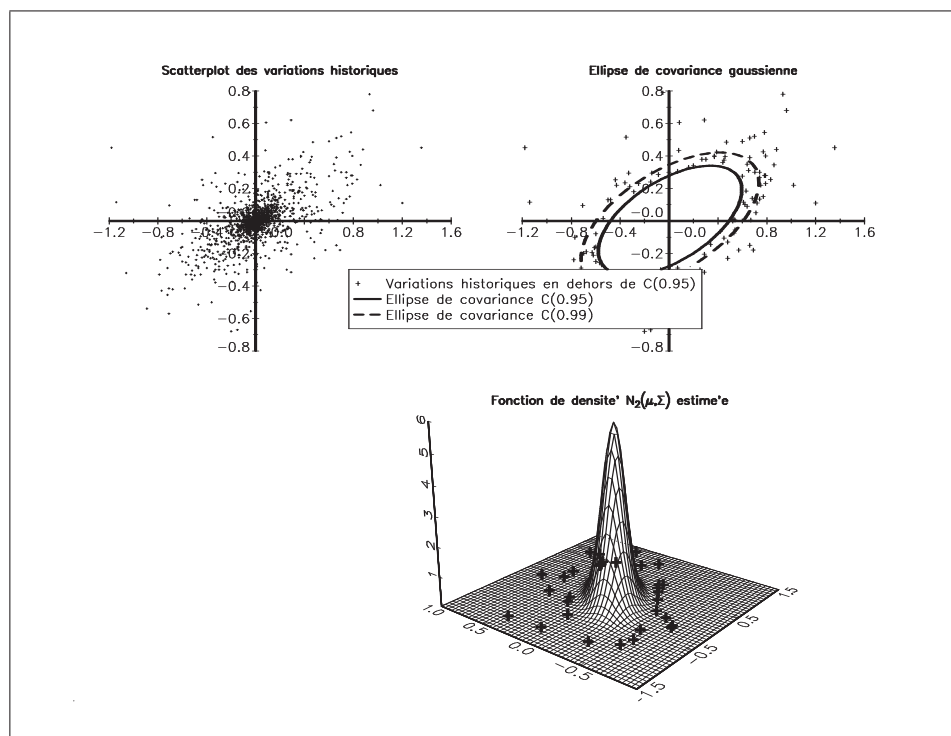 Scatterplot des variations historiques
0.8
0.6
0.4
0.2
−0.0
−1.2 −0.4 −0.0 0.4 0.8 1.2 1.6
−0.2
−0.4
−0.6
−0.8
Ellipse de covariance gaussienne
0.8
0.6
0.4
0.2
−0.0
−1.2 −0.8 −0.4 −0.0 0.4 0.8 1.2 1.6
−0.2
−0.8
Variations historiques en dehors de C(0.95)
Ellipse de covariance C(0.95)
Ellipse de covariance C(0.99)
Fonction de densite' N₂(μ,Σ) estime'e
6
5
4
3
2
1
1.0 0.5 0.0 −0.5
−1.5 −0.5 0.5 1.5